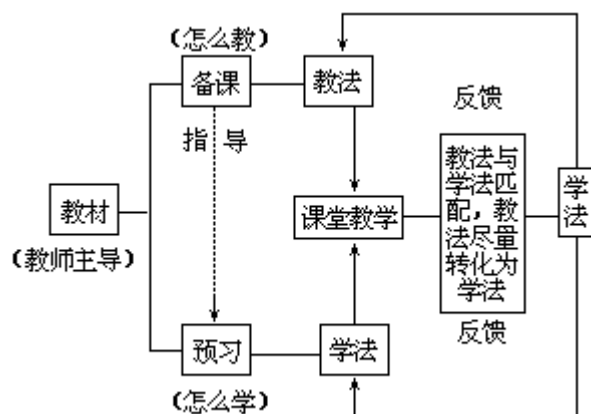 (怎么教)
备课
教法
反馈
指导
教法与
学法匹
配，教
法尽量
转化为
学法
学
法
教材
课堂教学
(教师主导)
反馈
预习
学法
(怎么学)